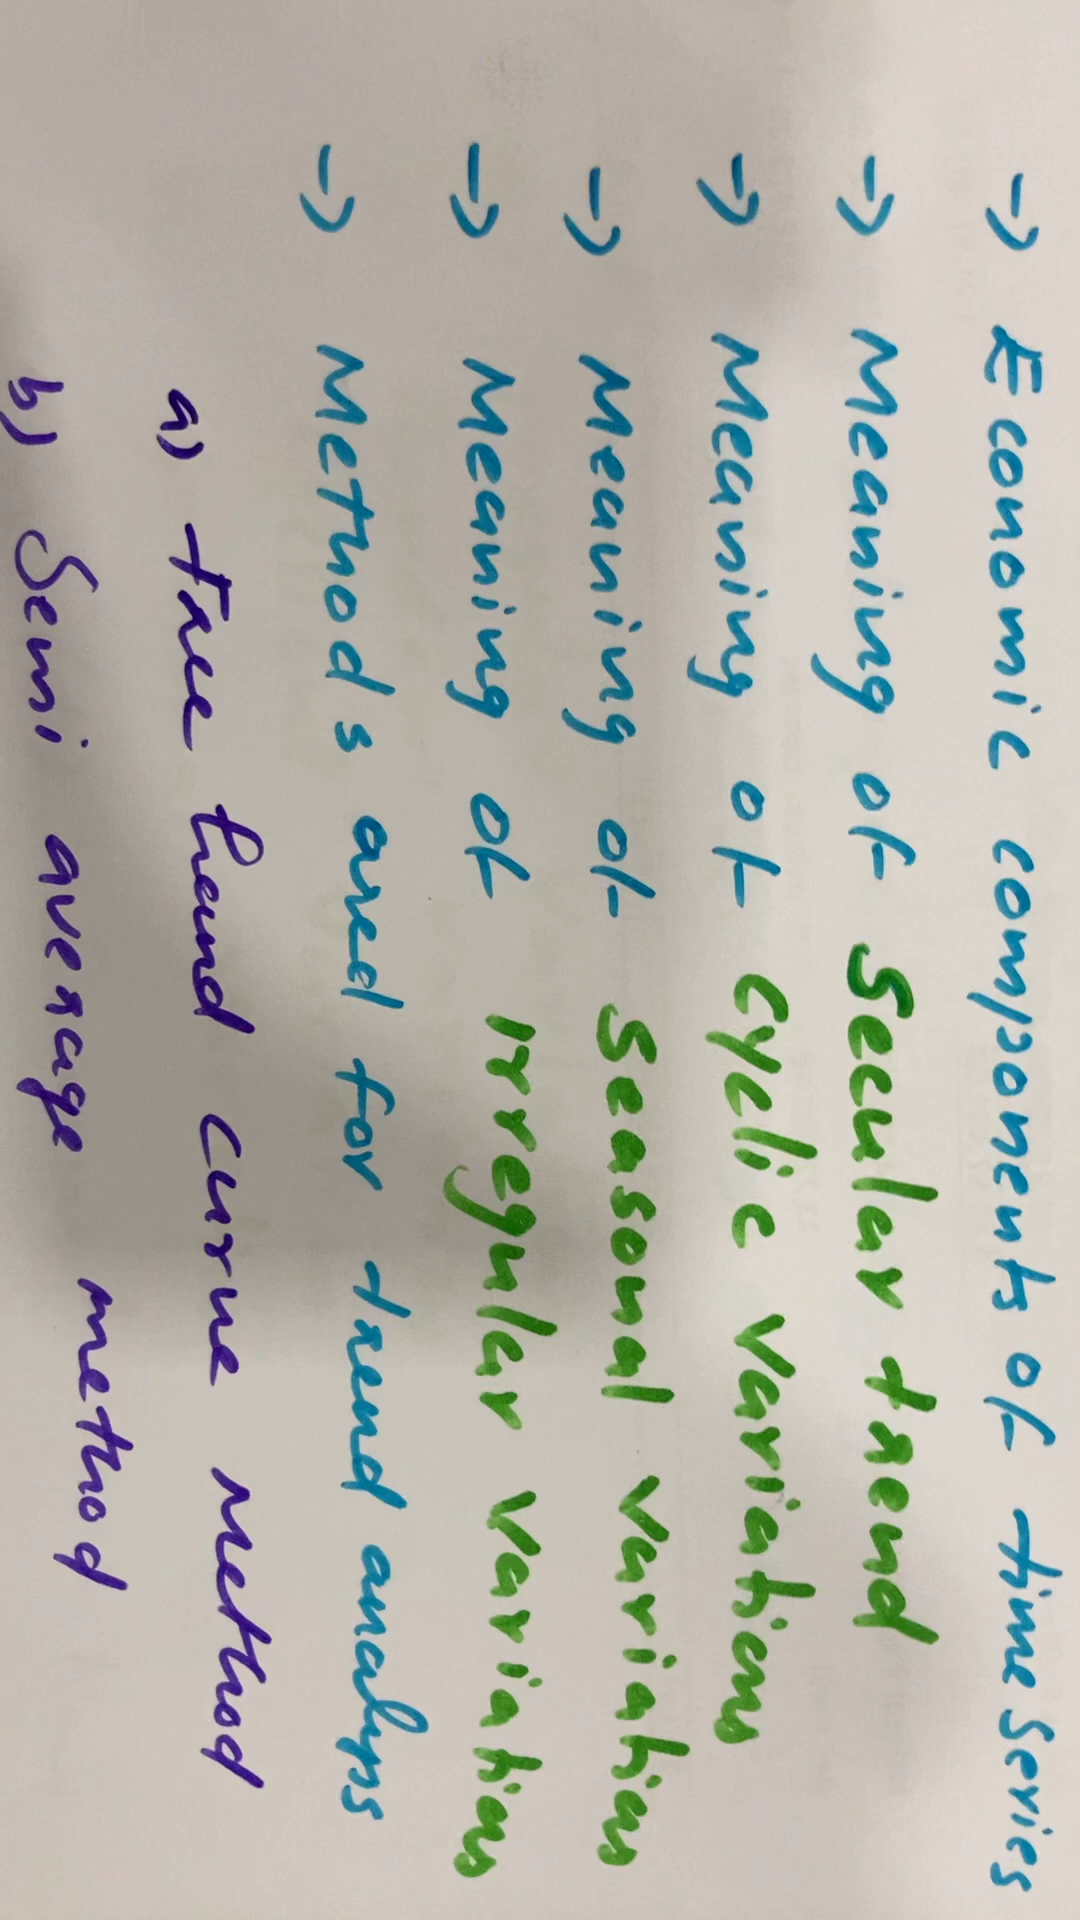 → Economic components of time series
→ Meaning of Secular trend
→ Meaning of cyclic variations
→ Meaning of seasonal variations
→ Meaning of irregular variations
→ Methods used for trend analysis
a) free hand curve method
b) Semi average method